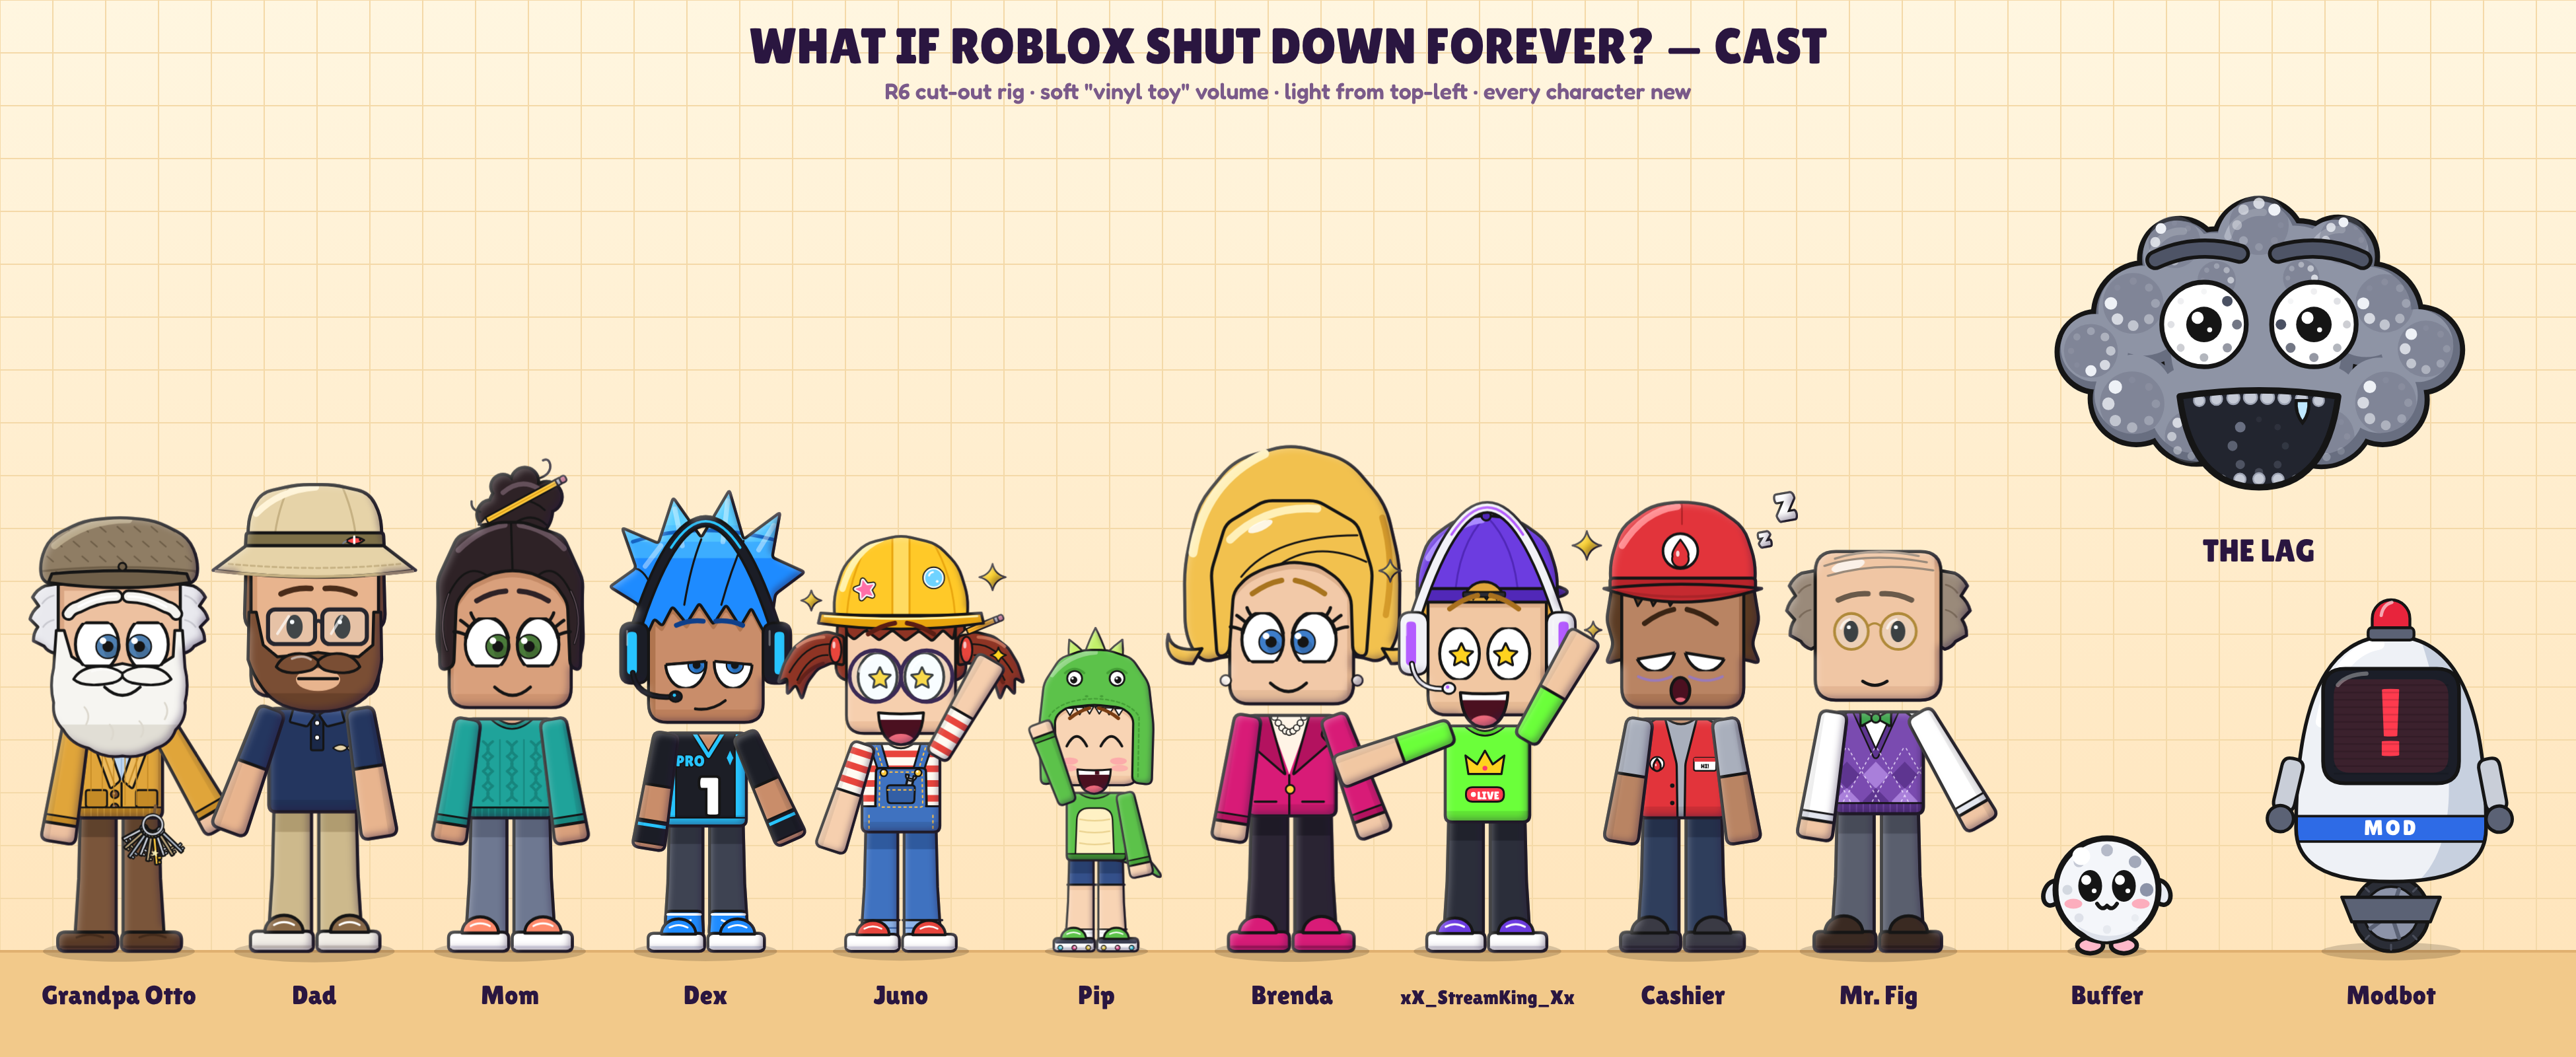 WHAT IF ROBLOX SHUT DOWN FOREVER? — CAST
R6 cut-out rig · soft "vinyl toy" volume · light from top-left · every character new
Z
z
THE LAG
!
PRO
1
LIVE
HI!
MOD
Grandpa Otto
Dad
Mom
Dex
Juno
Pip
Brenda
xX_StreamKing_Xx
Cashier
Mr. Fig
Buffer
Modbot